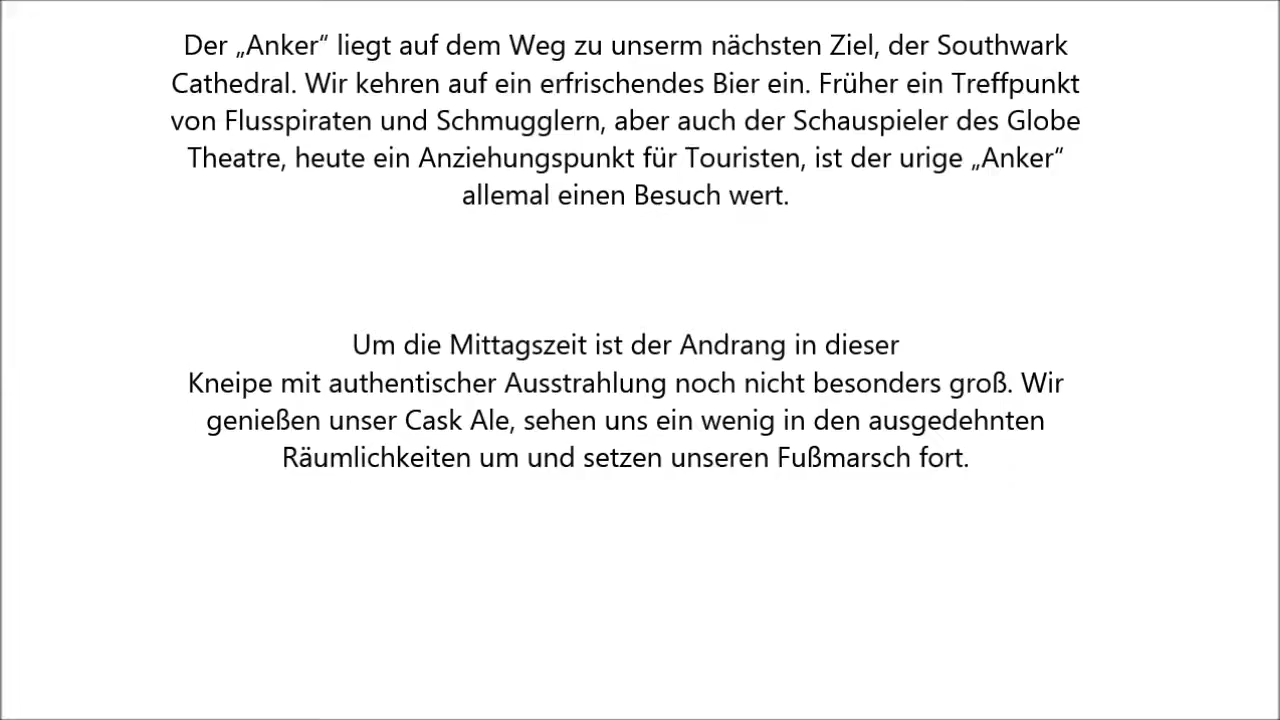 Der „Anker“ liegt auf dem Weg zu unserm nächsten Ziel, der Southwark
Cathedral. Wir kehren auf ein erfrischendes Bier ein. Früher ein Treffpunkt
von Flusspiraten und Schmugglern, aber auch der Schauspieler des Globe
Theatre, heute ein Anziehungspunkt für Touristen, ist der urige „Anker“
allemal einen Besuch wert.
Um die Mittagszeit ist der Andrang in dieser
Kneipe mit authentischer Ausstrahlung noch nicht besonders groß. Wir
genießen unser Cask Ale, sehen uns ein wenig in den ausgedehnten
Räumlichkeiten um und setzen unseren Fußmarsch fort.